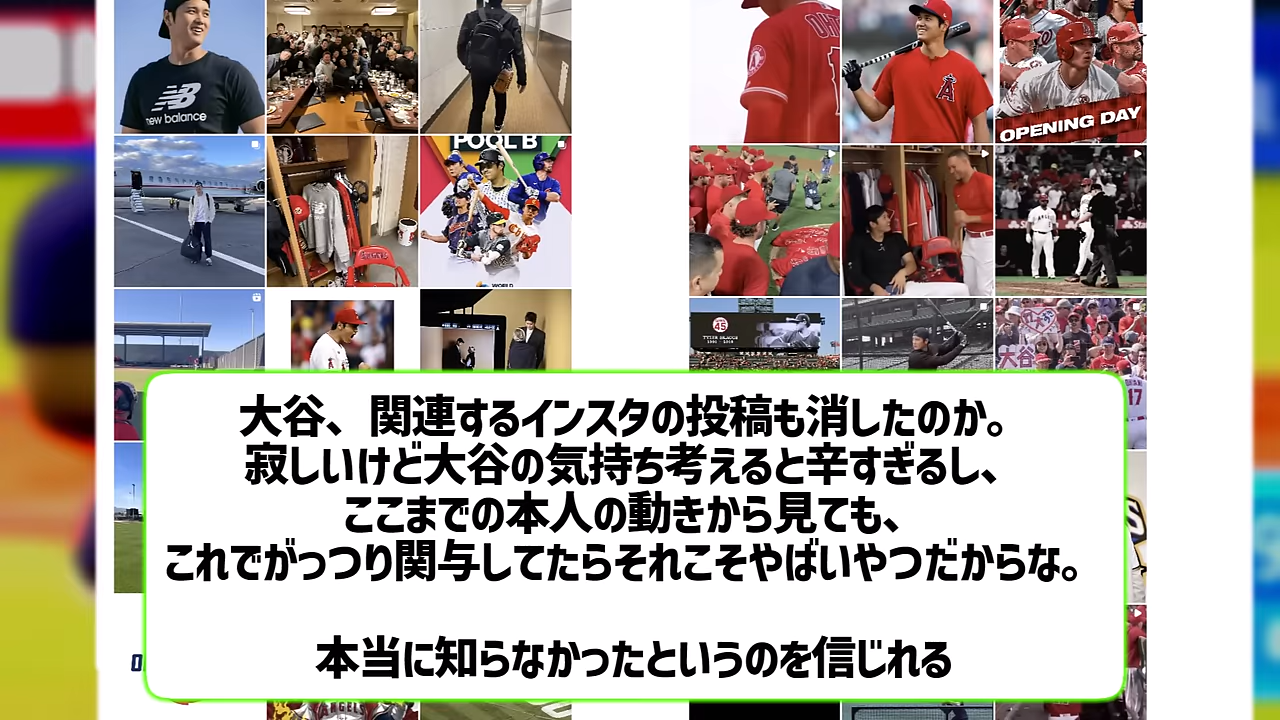 new balance
OPENING DAY
POOL B
WORLD
45
大谷
17
大谷、関連するインスタの投稿も消したのか。
寂しいけど大谷の気持ち考えると辛すぎるし、
ここまでの本人の動きから見ても、
これでがっつり関与してたらそれこそやばいやつだからな。
本当に知らなかったというのを信じれる